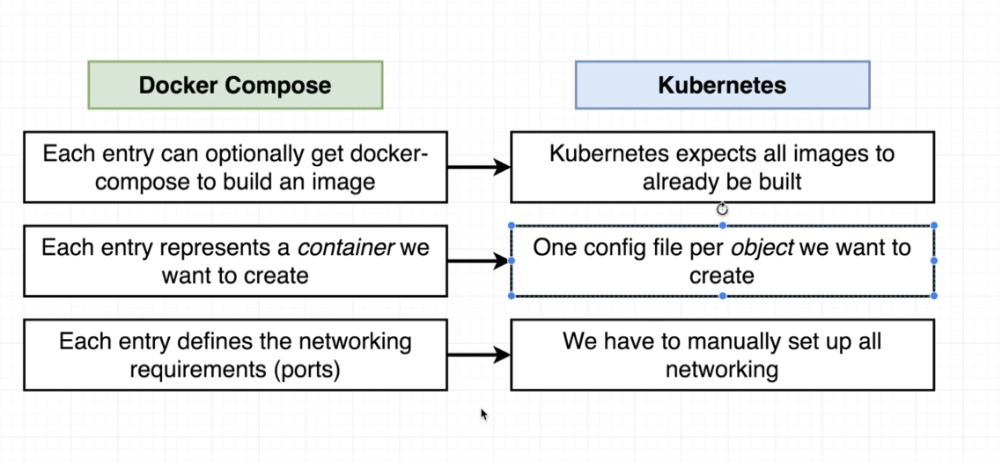 Docker Compose
Kubernetes
Each entry can optionally get docker-
compose to build an image
Kubernetes expects all images to
already be built
Each entry represents a container we
want to create
One config file per object we want to
create
Each entry defines the networking
requirements (ports)
We have to manually set up all
networking